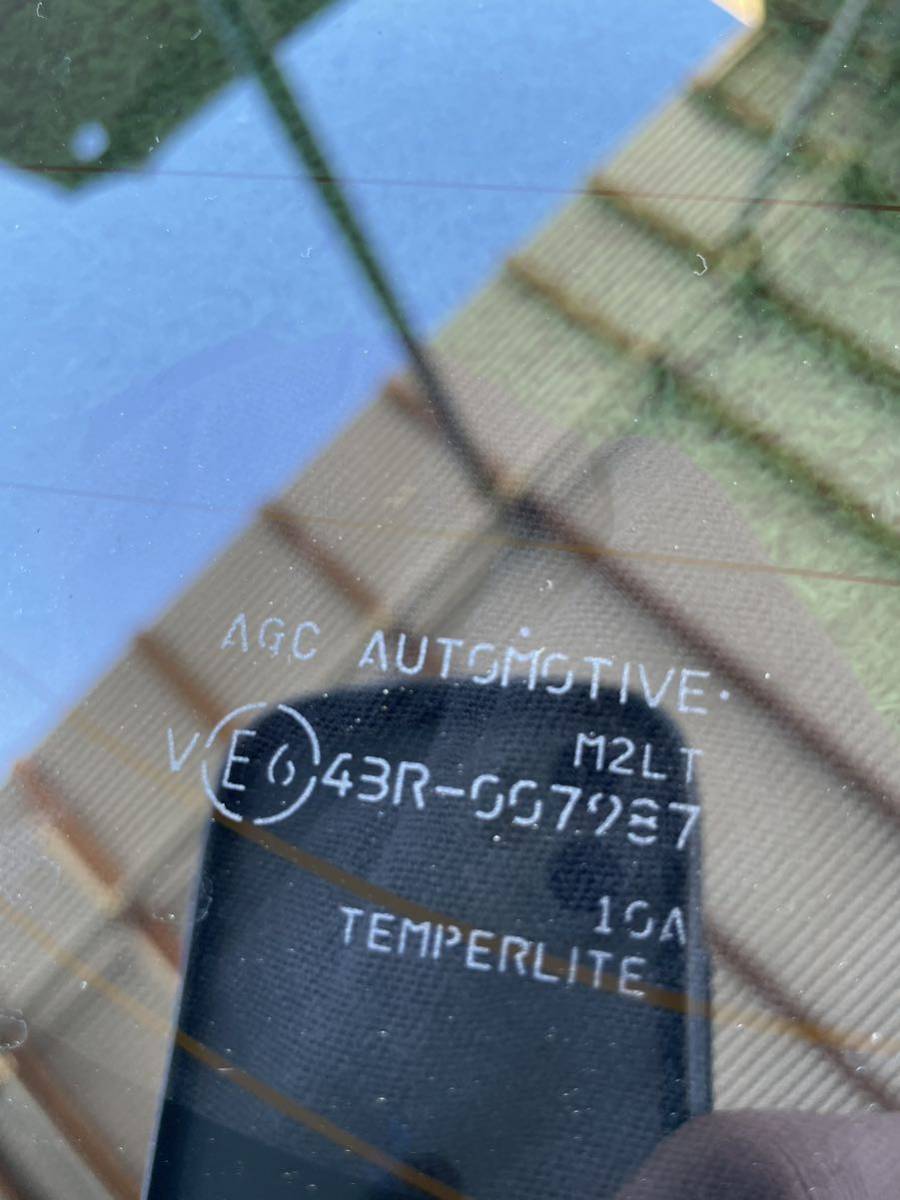 AGC AUTOMOTIVE
M2LT
V E6 43R-007987
10A
TEMPERLITE